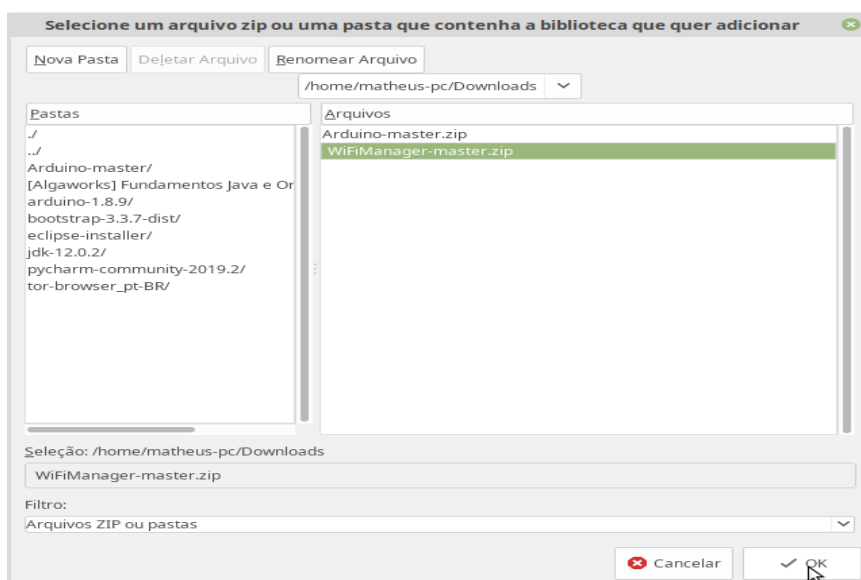 Selecione um arquivo zip ou uma pasta que contenha a biblioteca que quer adicionar
Nova Pasta Deletar Arquivo Renomear Arquivo
/home/matheus-pc/Downloads
Pastas
./
../
Arduino-master/
[Algaworks] Fundamentos Java e Or
arduino-1.8.9/
bootstrap-3.3.7-dist/
eclipse-installer/
jdk-12.0.2/
pycharm-community-2019.2/
tor-browser_pt-BR/
Arquivos
Arduino-master.zip
WiFiManager-master.zip
Seleção: /home/matheus-pc/Downloads
WiFiManager-master.zip
Filtro:
Arquivos ZIP ou pastas
Cancelar OK